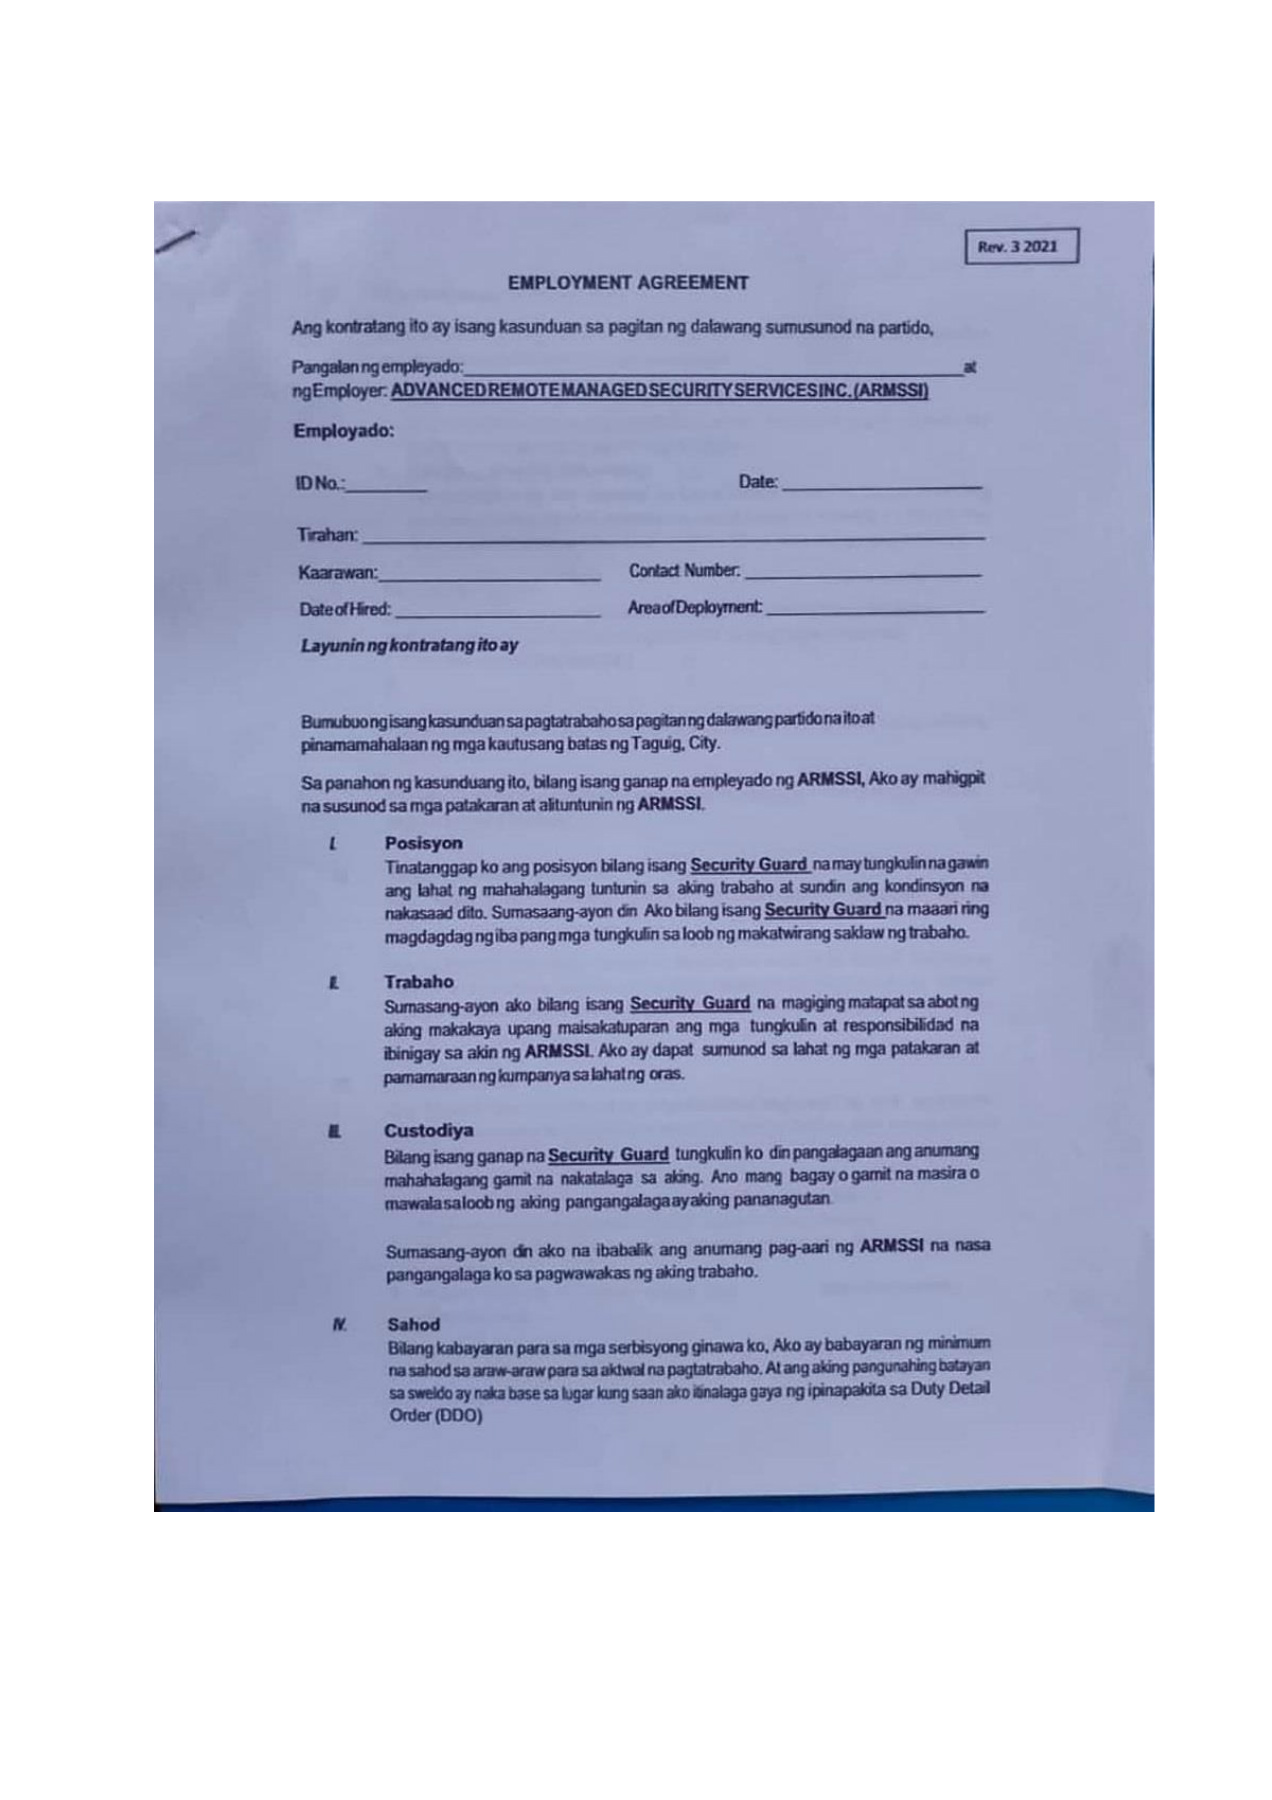 Rev. 3 2021
EMPLOYMENT AGREEMENT
Ang kontratang ito ay isang kasunduan sa pagitan ng dalawang sumusunod na partido,
Pangalan ng empleyado:______________________at
ng Employer: ADVANCED REMOTE MANAGED SECURITY SERVICES INC. (ARMSSI)
Employado:
ID No.:________ Date: ________
Tirahan: ________
Kaarawan:________ Contact Number: ________
Date of Hired: ________ Area of Deployment: ________
Layunin ng kontratang ito ay
Bumubuo ng isang kasunduan sa pagtatrabaho sa pagitan ng dalawang partido na ito at
pinamamahalaan ng mga kautusang batas ng Taguig, City.
Sa panahon ng kasunduang ito, bilang isang ganap na empleyado ng ARMSSI, Ako ay mahigpit
na susunod sa mga patakaran at alituntunin ng ARMSSI.
I. Posisyon
Tinatanggap ko ang posisyon bilang isang Security Guard na may tungkulin na gawin
ang lahat ng mahahalagang tuntunin sa aking trabaho at sundin ang kondinsyon na
nakasaad dito. Sumasaang-ayon din Ako bilang isang Security Guard na maaari ring
magdagdag ng iba pang mga tungkulin sa loob ng makatwirang saklaw ng trabaho.
II. Trabaho
Sumasang-ayon ako bilang isang Security Guard na magiging matapat sa abot ng
aking makakaya upang maisakatuparan ang mga tungkulin at responsibilidad na
ibinigay sa akin ng ARMSSI. Ako ay dapat sumunod sa lahat ng mga patakaran at
pamamaraan ng kumpanya sa lahat ng oras.
III. Custodiya
Bilang isang ganap na Security Guard tungkulin ko din pangalagaan ang anumang
mahahalagang gamit na nakatalaga sa aking. Ano mang bagay o gamit na masira o
mawala sa loob ng aking pangangalaga ay aking pananagutan.
Sumasang-ayon din ako na ibabalik ang anumang pag-aari ng ARMSSI na nasa
pangangalaga ko sa pagwawakas ng aking trabaho.
IV. Sahod
Bilang kabayaran para sa mga serbisyong ginawa ko, Ako ay babayaran ng minimum
na sahod sa araw-araw para sa aktwal na pagtatrabaho. At ang aking pangunahing batayan
sa sweldo ay naka base sa lugar kung saan ako itinalaga gaya ng ipinapakita sa Duty Detail
Order (DDO)